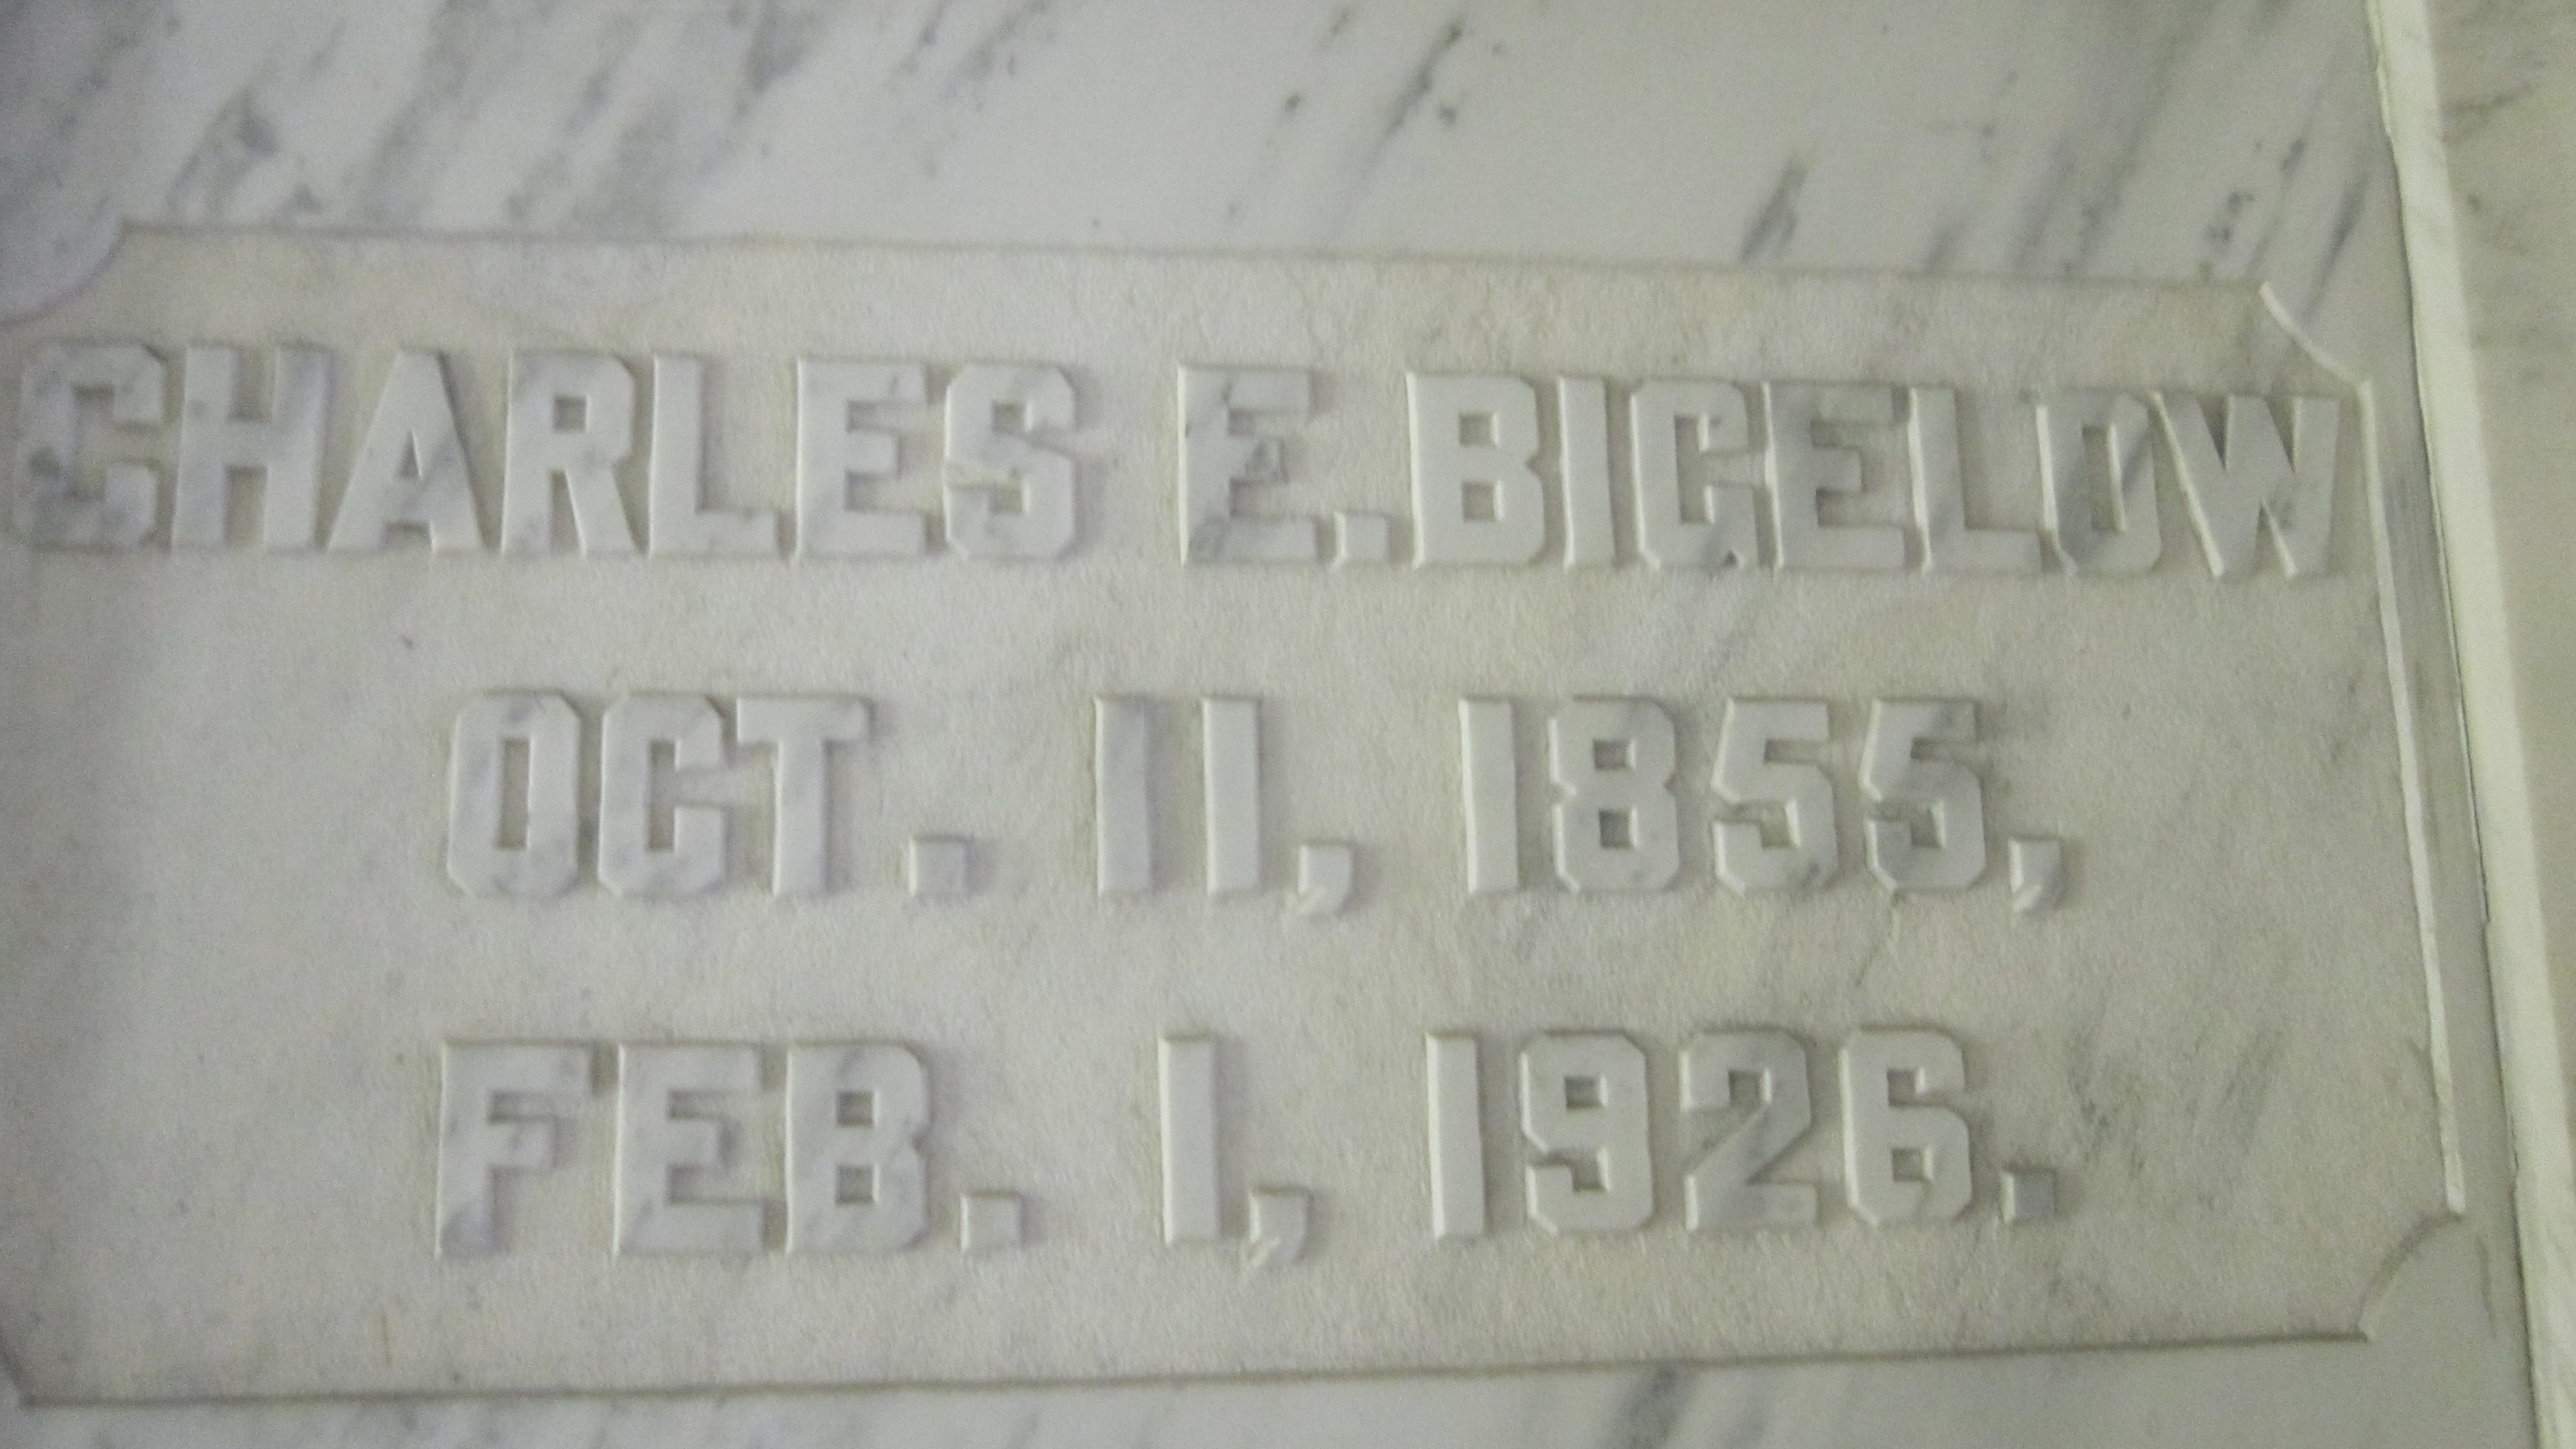 CHARLES E. BIGELOW
OCT. 11, 1855,
FEB. 1, 1926.